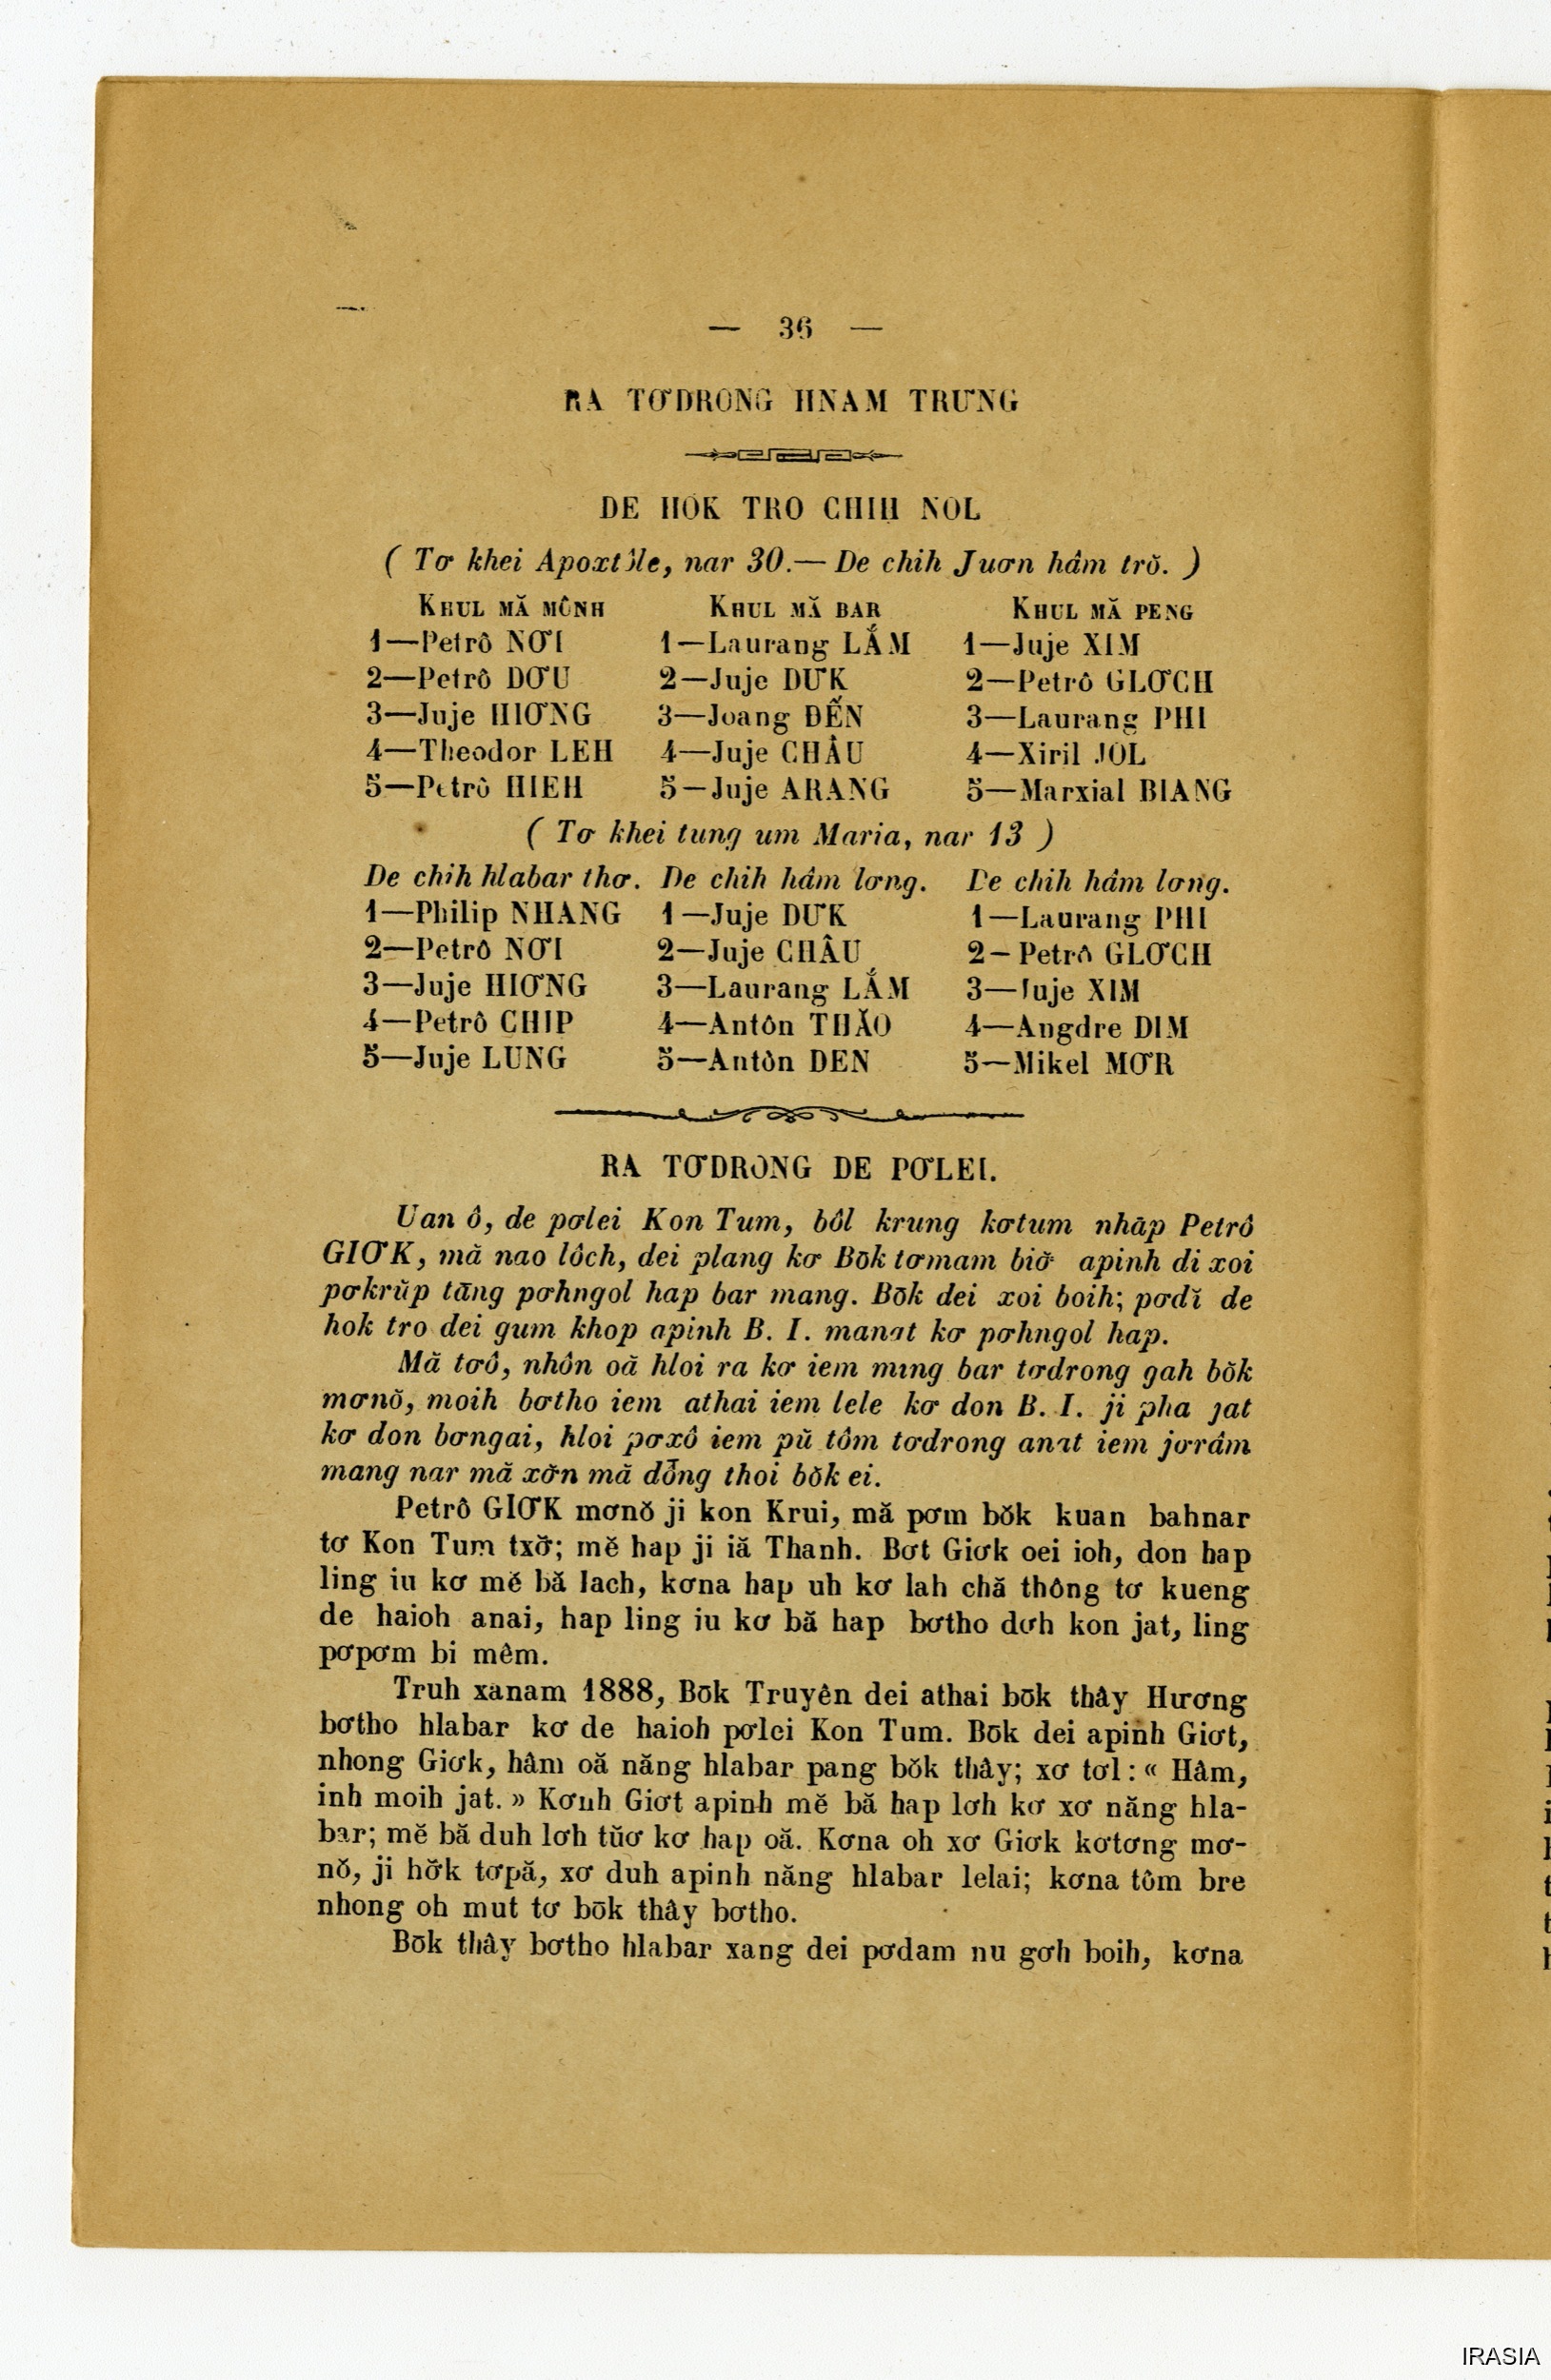 — 36 —
RA TƠDRONG HNAM TRƯNG
DE HOK TRO CHIH NOL
( Tơ khei Apoxtôle, nar 30.— De chih Juơn hâm trŏ. )
KHUL MĂ MÔNH KHUL MĂ BAR KHUL MĂ PENG
1—Petrô NƠI 1—Laurang LẮM 1—Juje XIM
2—Petrô DƠU 2—Juje DƯK 2—Petrô GLƠCH
3—Juje HIƠNG 3—Joang ĐẾN 3—Laurang PHI
4—Theodor LEH 4—Juje CHÂU 4—Xiril JOL
5—Petrô HIEH 5—Juje ARANG 5—Marxial BIANG
( Tơ khei tung um Maria, nar 13 )
De chih hlabar thơ. De chih hâm lơng. De chih hâm lơng.
1—Philip NHANG 1—Juje DƯK 1—Laurang PHI
2—Petrô NƠI 2—Juje CHÂU 2—Petrô GLƠCH
3—Juje HIƠNG 3—Laurang LẮM 3—Juje XIM
4—Petrô CHIP 4—Antôn THĂO 4—Angdre DIM
5—Juje LUNG 5—Antôn DEN 5—Mikel MƠR
RA TƠDRONG DE PƠLEI.
Uan ô, de pơlei Kon Tum, bôl krung kơtum nhăp Petrô
GIƠK, mă nao lôch, dei plang kơ Bŏk tơmam biơ̆ apinh di xoi
pơkrŭp tăng pơhngol hap bar mang. Bŏk dei xoi boih; pơdĭ de
hok tro dei gum khop apinh B. I. manat kơ pơhngol hap.
Mă tơô, nhôn oă hloi ra kơ iem ming bar tơdrong gah bŏk
mơnŏ, moih bơtho iem athai iem lele kơ don B. I. ji pha jat
kơ don bơngai, hloi pơxô iem pŭ tôm tơdrong anat iem jơrâm
mang nar mă xơ̆n mă dơ̆ng thoi bŏk ei.
Petrô GIƠK mơnŏ ji kon Krui, mă pơm bŏk kuan bahnar
tơ Kon Tum txơ̆; mĕ hap ji iă Thanh. Bơt Giơk oei ioh, don hap
ling iu kơ mĕ bă lach, kơna hap uh kơ lah chă thông tơ kueng
de haioh anai, hap ling iu kơ bă hap bơtho dơh kon jat, ling
pơpơm bi mêm.
Truh xanam 1888, Bŏk Truyên dei athai bŏk thây Hương
bơtho hlabar kơ de haioh pơlei Kon Tum. Bŏk dei apinh Giơt,
nhong Giơk, hâm oă năng hlabar pang bŏk thây; xơ tơl : « Hâm,
inh moih jat. » Kơnh Giơt apinh mĕ bă hap lơh kơ xơ năng hla-
bar; mĕ bă duh lơh tŭơ kơ hap oă. Kơna oh xơ Giơk kơtơng mơ-
nŏ, ji hơ̆k tơpă, xơ duh apinh năng hlabar lelai; kơna tôm bre
nhong oh mut tơ bŏk thây bơtho.
Bŏk thây bơtho hlabar xang dei pơdam nu gơh boih, kơna
IRASIA